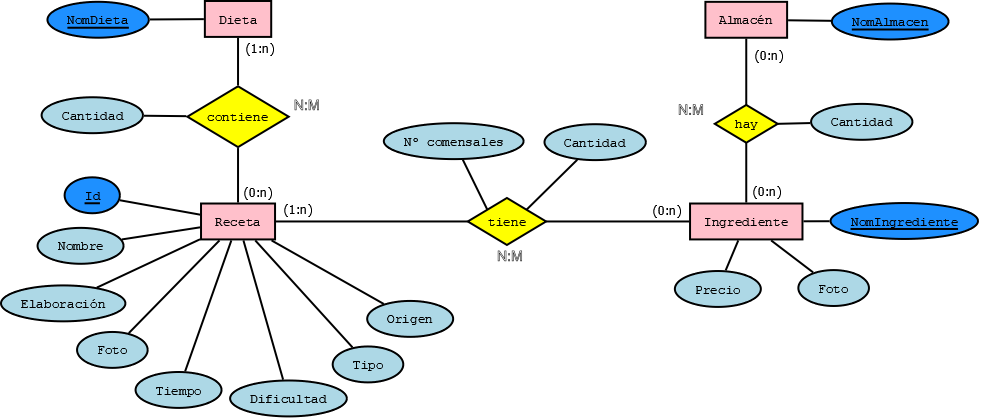 NomDieta
Dieta
Almacén
NomAlmacen
(1:n)
(0:n)
N:M
N:M
Cantidad
contiene
hay
Cantidad
Nº comensales
Cantidad
Id
(0:n)
(1:n)
(0:n)
(0:n)
Receta
tiene
Ingrediente
NomIngrediente
Nombre
N:M
Elaboración
Precio
Foto
Origen
Foto
Tipo
Tiempo
Dificultad